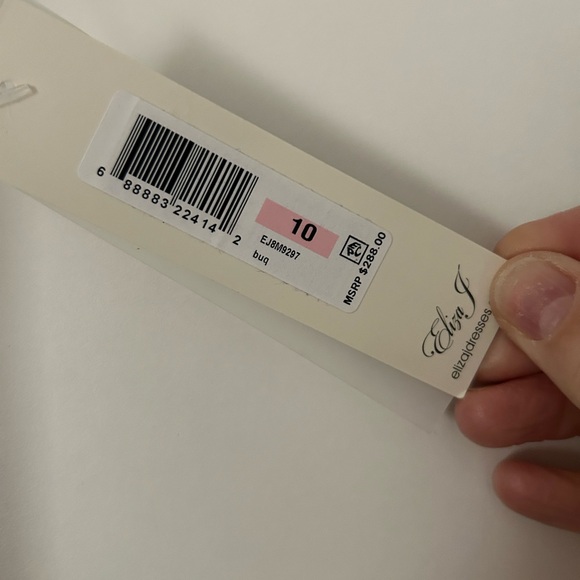 6 88883 22414 2
10
EJ8M9297
buq
MSRP $288.00
Eliza J
elizajdresses